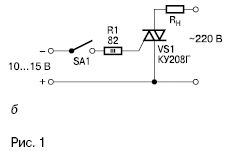 Rн
R1
82
~220 В
–
VS1
10...15 В
SA1
КУ208Г
+
б
Рис. 1